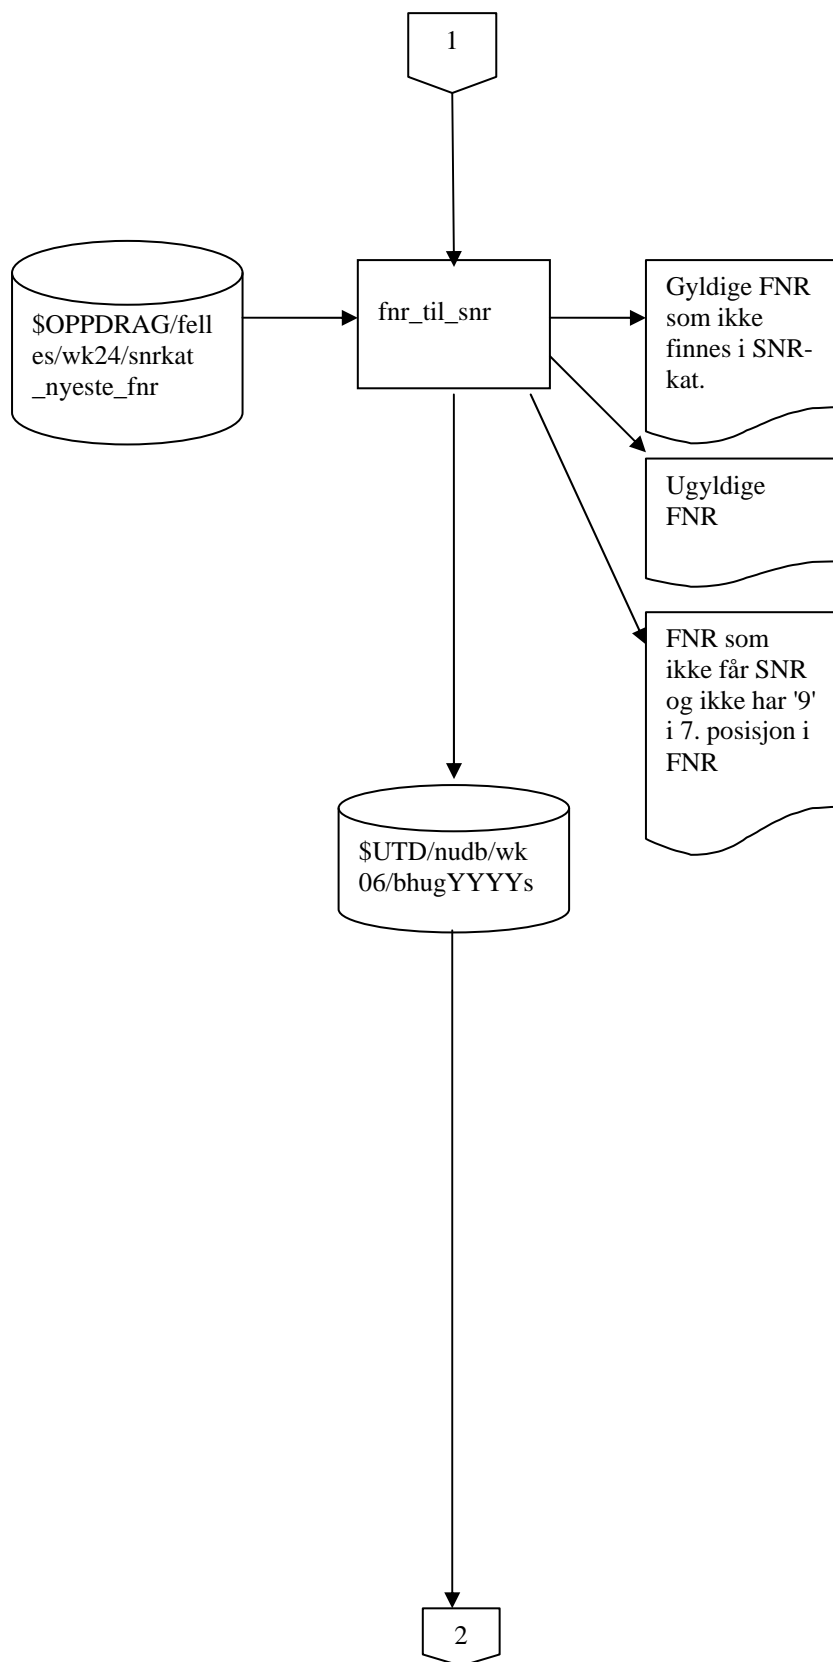 1
$OPPDRAG/fell
es/wk24/snrkat
_nyeste_fnr
fnr_til_snr
Gyldige FNR
som ikke
finnes i SNR-
kat.
Ugyldige
FNR
FNR som
ikke får SNR
og ikke har '9'
i 7. posisjon i
FNR
$UTD/nudb/wk
06/bhugYYYYs
2